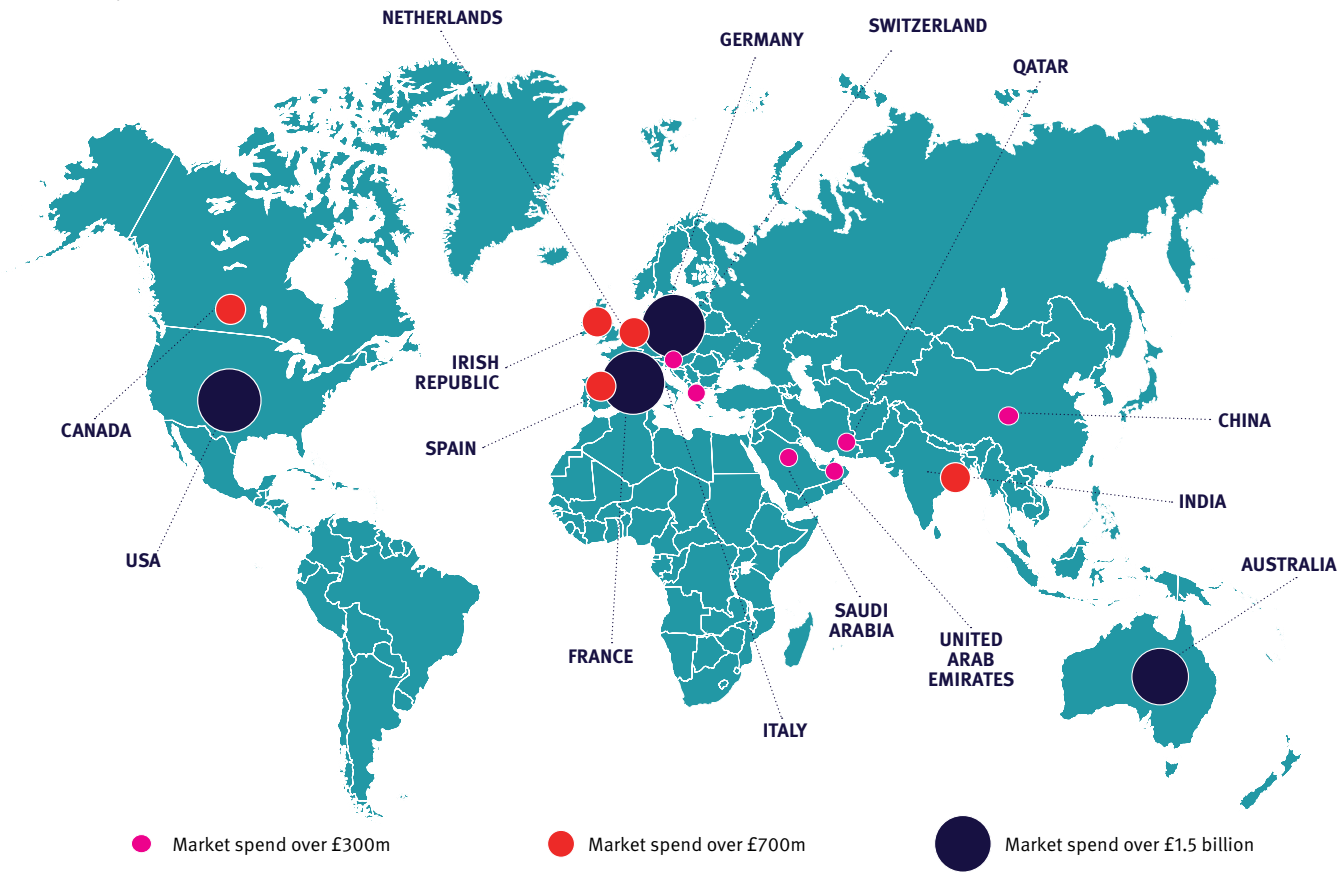 NETHERLANDS
SWITZERLAND
GERMANY
QATAR
IRISH
REPUBLIC
CANADA
SPAIN
CHINA
INDIA
USA
AUSTRALIA
SAUDI
ARABIA
UNITED
ARAB
EMIRATES
FRANCE
ITALY
Market spend over £300m
Market spend over £700m
Market spend over £1.5 billion